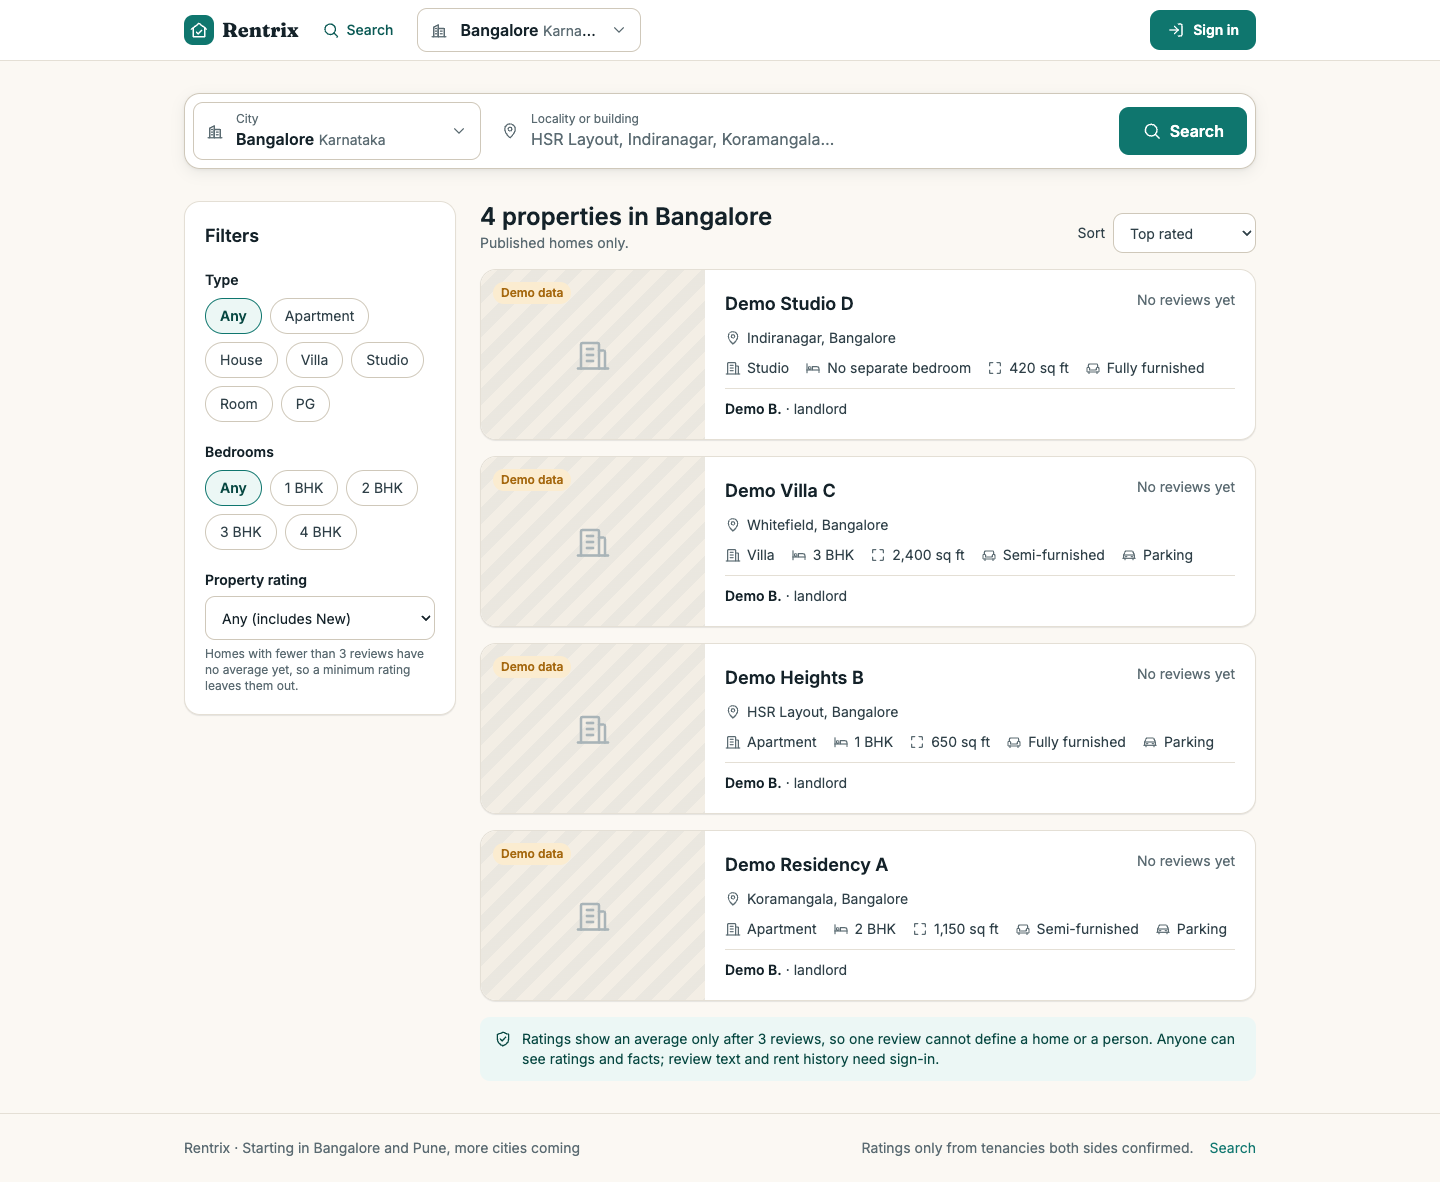 Rentrix
Search
Bangalore Karna...
Sign in
City
Bangalore Karnataka
Locality or building
HSR Layout, Indiranagar, Koramangala...
Search
Filters
Type
Any
Apartment
House
Villa
Studio
Room
PG
Bedrooms
Any
1 BHK
2 BHK
3 BHK
4 BHK
Property rating
Any (includes New)
Homes with fewer than 3 reviews have
no average yet, so a minimum rating
leaves them out.
4 properties in Bangalore
Published homes only.
Sort
Top rated
Demo data
Demo Studio D
No reviews yet
Indiranagar, Bangalore
Studio No separate bedroom 420 sq ft Fully furnished
Demo B. · landlord
Demo data
Demo Villa C
No reviews yet
Whitefield, Bangalore
Villa 3 BHK 2,400 sq ft Semi-furnished Parking
Demo B. · landlord
Demo data
Demo Heights B
No reviews yet
HSR Layout, Bangalore
Apartment 1 BHK 650 sq ft Fully furnished Parking
Demo B. · landlord
Demo data
Demo Residency A
No reviews yet
Koramangala, Bangalore
Apartment 2 BHK 1,150 sq ft Semi-furnished Parking
Demo B. · landlord
Ratings show an average only after 3 reviews, so one review cannot define a home or a person. Anyone can
see ratings and facts; review text and rent history need sign-in.
Rentrix · Starting in Bangalore and Pune, more cities coming
Ratings only from tenancies both sides confirmed.
Search